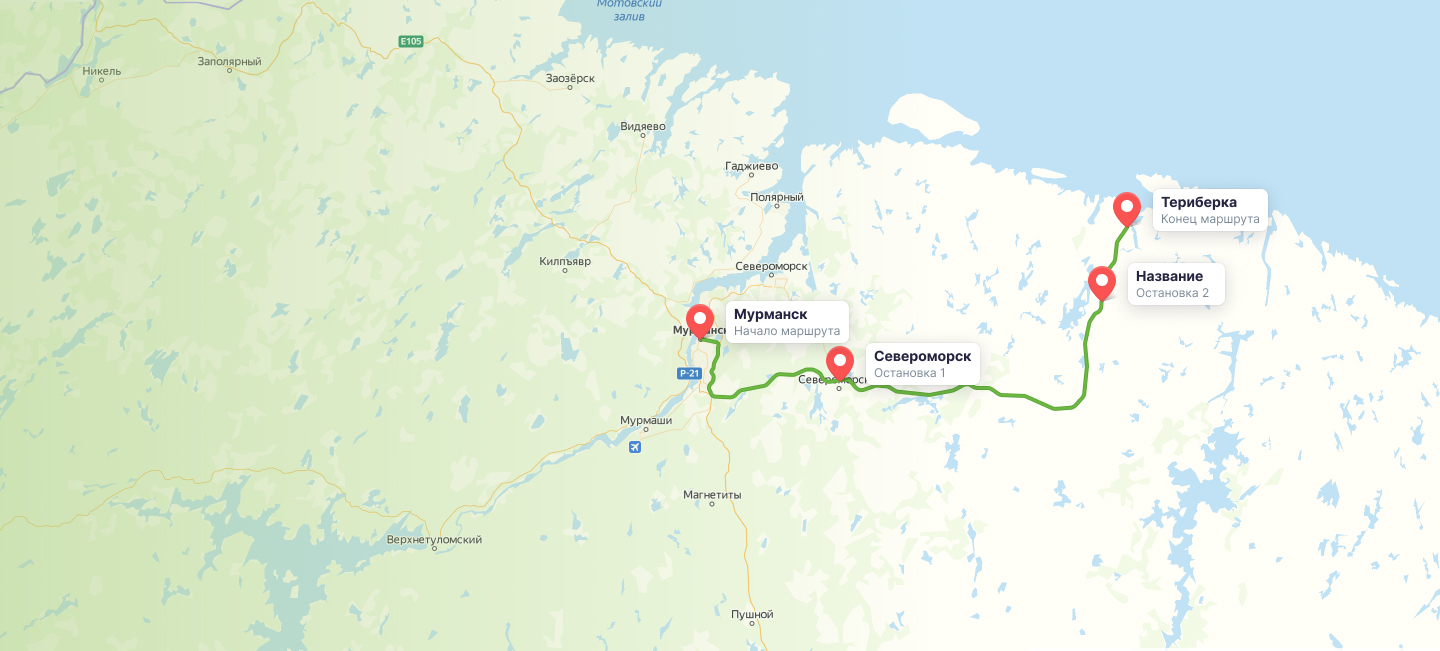 Мотовский
залив
E105
Заполярный
Никель
Заозёрск
Видяево
Гаджиево
Полярный
Териберка
Конец маршрута
Килпъявр
Североморск
Название
Остановка 2
Мурманск
Начало маршрута
Мурманск
Североморск
Остановка 1
Р-21
Североморск
Мурмаши
Магнетиты
Верхнетуломский
Пушной